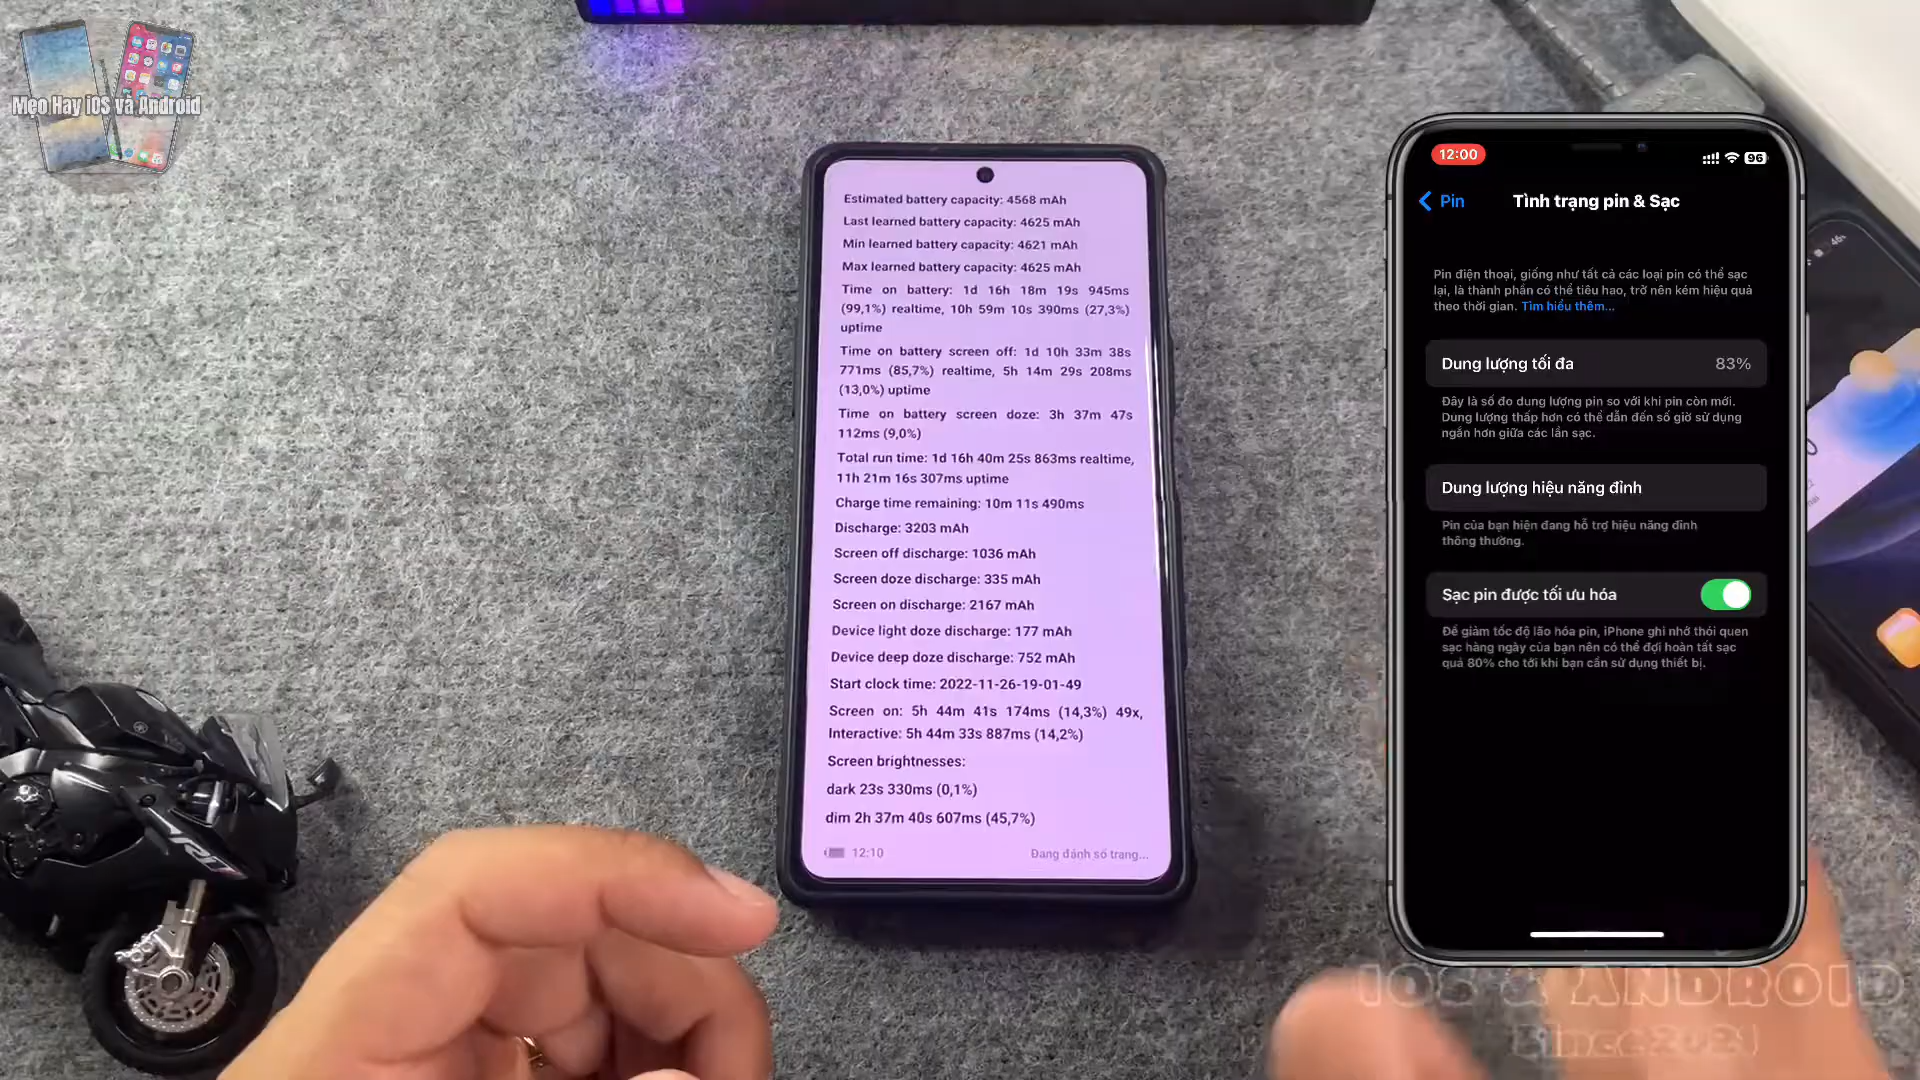 Mẹo Hay iOS và Android
Estimated battery capacity: 4568 mAh
Last learned battery capacity: 4625 mAh
Min learned battery capacity: 4621 mAh
Max learned battery capacity: 4625 mAh
Time on battery: 1d 16h 18m 19s 945ms
(99,1%) realtime, 10h 59m 10s 390ms (27,3%)
uptime
Time on battery screen off: 1d 10h 33m 38s
771ms (85,7%) realtime, 5h 14m 29s 208ms
(13,0%) uptime
Time on battery screen doze: 3h 37m 47s
112ms (9,0%)
Total run time: 1d 16h 40m 25s 863ms realtime,
11h 21m 16s 307ms uptime
Charge time remaining: 10m 11s 490ms
Discharge: 3203 mAh
Screen off discharge: 1036 mAh
Screen doze discharge: 335 mAh
Screen on discharge: 2167 mAh
Device light doze discharge: 177 mAh
Device deep doze discharge: 752 mAh
Start clock time: 2022-11-26-19-01-49
Screen on: 5h 44m 41s 174ms (14,3%) 49x,
Interactive: 5h 44m 33s 887ms (14,2%)
Screen brightnesses:
dark 23s 330ms (0,1%)
dim 2h 37m 40s 607ms (45,7%)
12:10 Đang đánh số trang...
12:00 96
Pin Tình trạng pin & Sạc
Pin điện thoại, giống như tất cả các loại pin có thể sạc
lại, là thành phần có thể tiêu hao, trở nên kém hiệu quả
theo thời gian. Tìm hiểu thêm...
Dung lượng tối đa 83%
Đây là số đo dung lượng pin so với khi pin còn mới.
Dung lượng thấp hơn có thể dẫn đến số giờ sử dụng
ngắn hơn giữa các lần sạc.
Dung lượng hiệu năng đỉnh
Pin của bạn hiện đang hỗ trợ hiệu năng đỉnh
thông thường.
Sạc pin được tối ưu hóa
Để giảm tốc độ lão hóa pin, iPhone ghi nhớ thói quen
sạc hàng ngày của bạn nên có thể đợi hoàn tất sạc
quá 80% cho tới khi bạn cần sử dụng thiết bị.
YZR1
IOS & ANDROID
Since2021